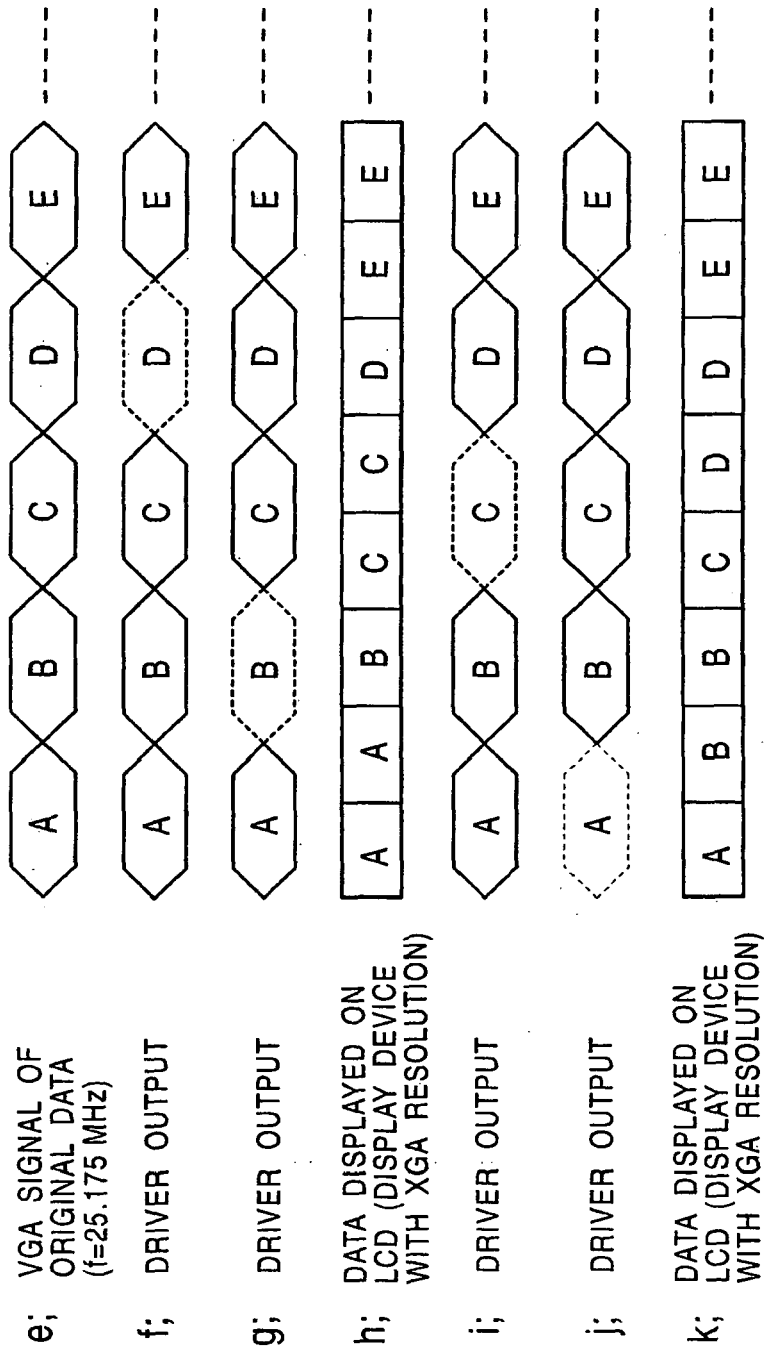 e; VGA SIGNAL OF
ORIGINAL DATA
(f=25.175 MHz)
A B C D E
f; DRIVER OUTPUT
A B C D E
g; DRIVER OUTPUT
A B C D E
h; DATA DISPLAYED ON
LCD (DISPLAY DEVICE
WITH XGA RESOLUTION)
A A B C C D E E
i; DRIVER OUTPUT
A B C D E
j; DRIVER OUTPUT
A B C D E
k; DATA DISPLAYED ON
LCD (DISPLAY DEVICE
WITH XGA RESOLUTION)
A B B C D D E E